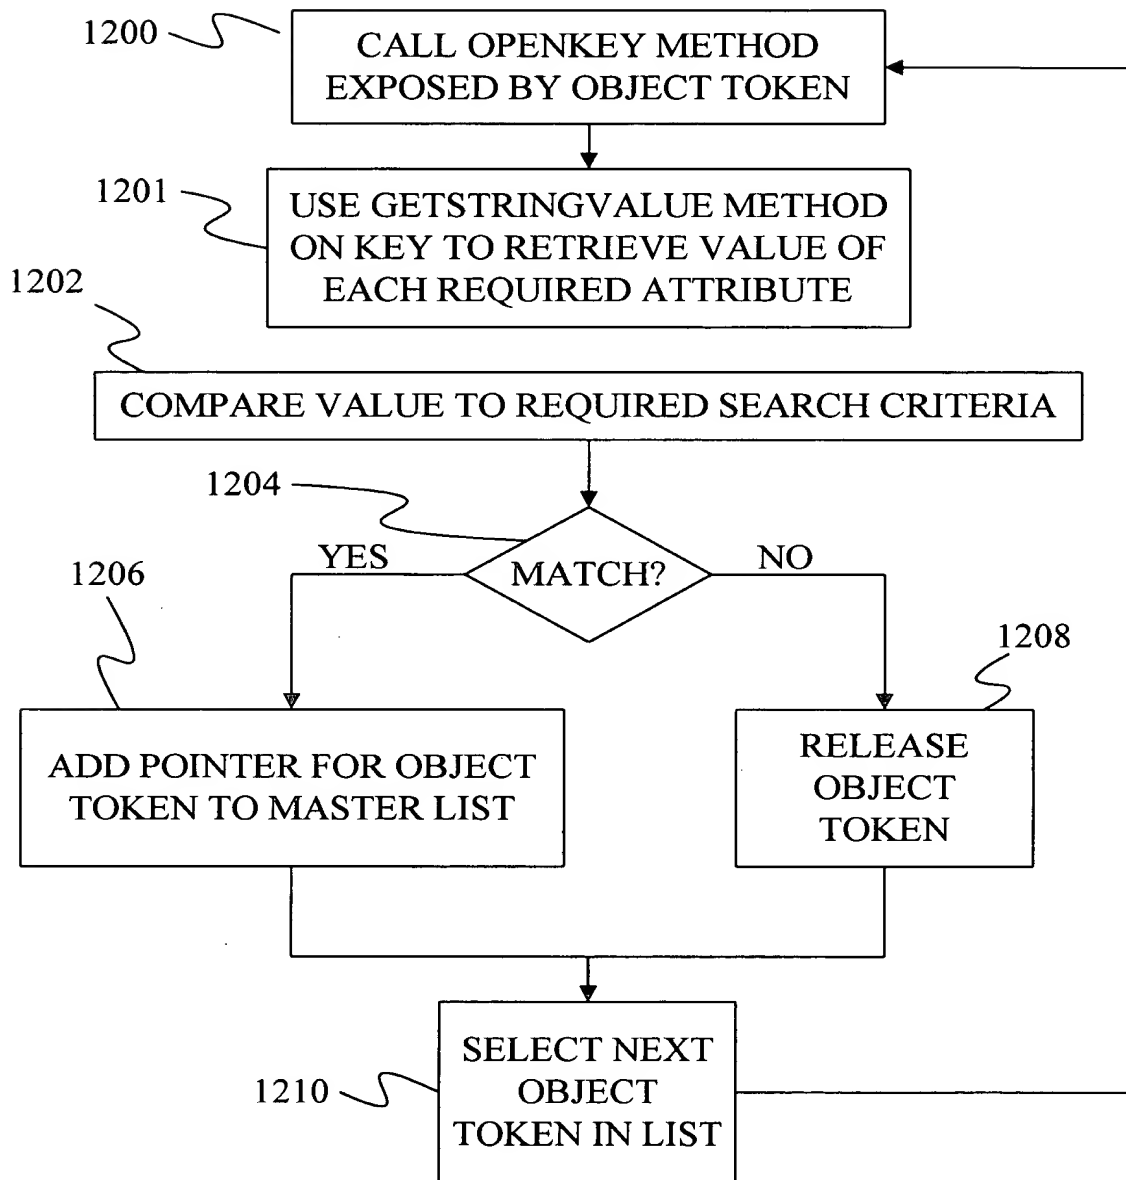 1200
CALL OPENKEY METHOD
EXPOSED BY OBJECT TOKEN
1201
USE GETSTRINGVALUE METHOD
ON KEY TO RETRIEVE VALUE OF
EACH REQUIRED ATTRIBUTE
1202
COMPARE VALUE TO REQUIRED SEARCH CRITERIA
1204
YES
MATCH?
NO
1206
1208
ADD POINTER FOR OBJECT
TOKEN TO MASTER LIST
RELEASE
OBJECT
TOKEN
1210
SELECT NEXT
OBJECT
TOKEN IN LIST